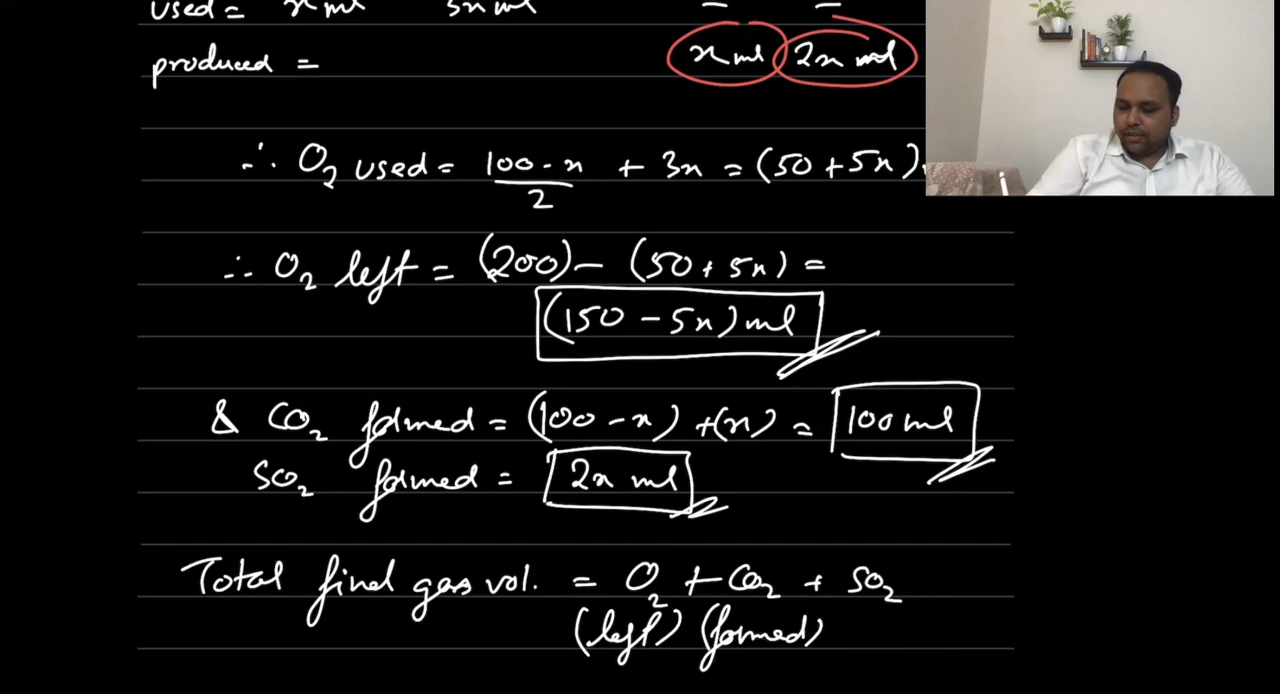 used = x ml 3x ml = =
produced = x ml 2x ml
∴ O₂ used = 100-x/2 + 3x = (50 + 5x)
∴ O₂ left = (200) - (50 + 5x) =
(150 - 5x) ml
& CO₂ formed = (100 - x) + (x) = 100 ml
SO₂ formed = 2x ml
Total final gas vol. = O₂ + CO₂ + SO₂
(left) (formed)